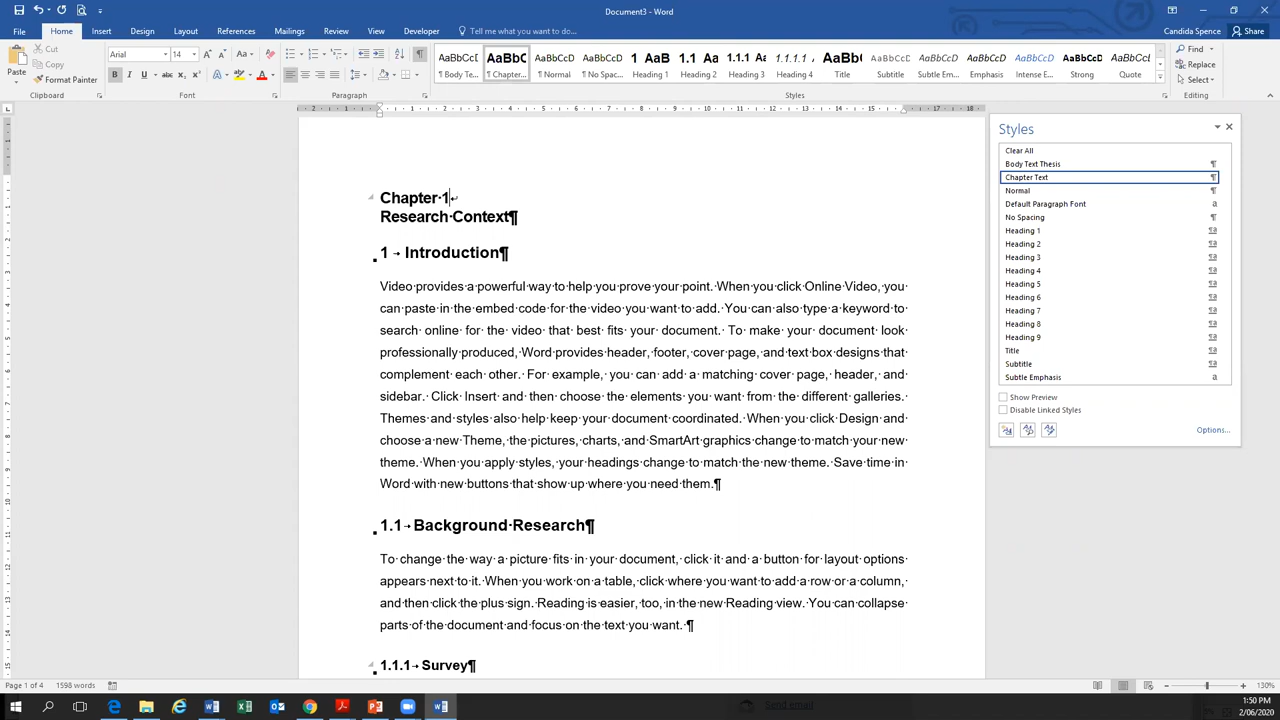 Document3 - Word
Candida Spence
Share
File Home Insert Design Layout References Mailings Review View Developer Tell me what you want to do...
Paste
Cut
Copy
Format Painter
Clipboard
Arial 14
Font
Paragraph
AaBbCcD AaBbC AaBbCcD AaBbCcD 1 AaB 1.1 Aa 1.1.1 Aa 1.1.1.1 AaBb AaBbCcD AaBbCcD AaBbCcD AaBbCcD AaBbCcD AaBbCcD
¶ Body Te... ¶ Chapter... ¶ Normal ¶ No Spac... Heading 1 Heading 2 Heading 3 Heading 4 Title Subtitle Subtle Em... Emphasis Intense E... Strong Quote
Styles
Find
Replace
Select
Editing
Chapter·1
Research·Context¶
1→Introduction¶
Video·provides·a·powerful·way·to·help·you·prove·your·point.·When·you·click·Online·Video,·you·
can·paste·in·the·embed·code·for·the·video·you·want·to·add.·You·can·also·type·a·keyword·to·
search·online·for·the·video·that·best·fits·your·document.·To·make·your·document·look·
professionally·produced,·Word·provides·header,·footer,·cover·page,·and·text·box·designs·that·
complement·each·other.·For·example,·you·can·add·a·matching·cover·page,·header,·and·
sidebar.·Click·Insert·and·then·choose·the·elements·you·want·from·the·different·galleries.·
Themes·and·styles·also·help·keep·your·document·coordinated.·When·you·click·Design·and·
choose·a·new·Theme,·the·pictures,·charts,·and·SmartArt·graphics·change·to·match·your·new·
theme.·When·you·apply·styles,·your·headings·change·to·match·the·new·theme.·Save·time·in·
Word·with·new·buttons·that·show·up·where·you·need·them.¶
1.1→Background·Research¶
To·change·the·way·a·picture·fits·in·your·document,·click·it·and·a·button·for·layout·options·
appears·next·to·it.·When·you·work·on·a·table,·click·where·you·want·to·add·a·row·or·a·column,·
and·then·click·the·plus·sign.·Reading·is·easier,·too,·in·the·new·Reading·view.·You·can·collapse·
parts·of·the·document·and·focus·on·the·text·you·want.·¶
1.1.1→Survey¶
Styles
Clear All
Body Text Thesis ¶
Chapter Text ¶
Normal ¶
Default Paragraph Font a
No Spacing ¶
Heading 1 ¶a
Heading 2 ¶a
Heading 3 ¶a
Heading 4 ¶a
Heading 5 ¶a
Heading 6 ¶a
Heading 7 ¶a
Heading 8 ¶a
Heading 9 ¶a
Title ¶a
Subtitle ¶a
Subtle Emphasis a
Show Preview
Disable Linked Styles
Options...
Page 1 of 4 1598 words
130%
Send email
1:50 PM
2/06/2020